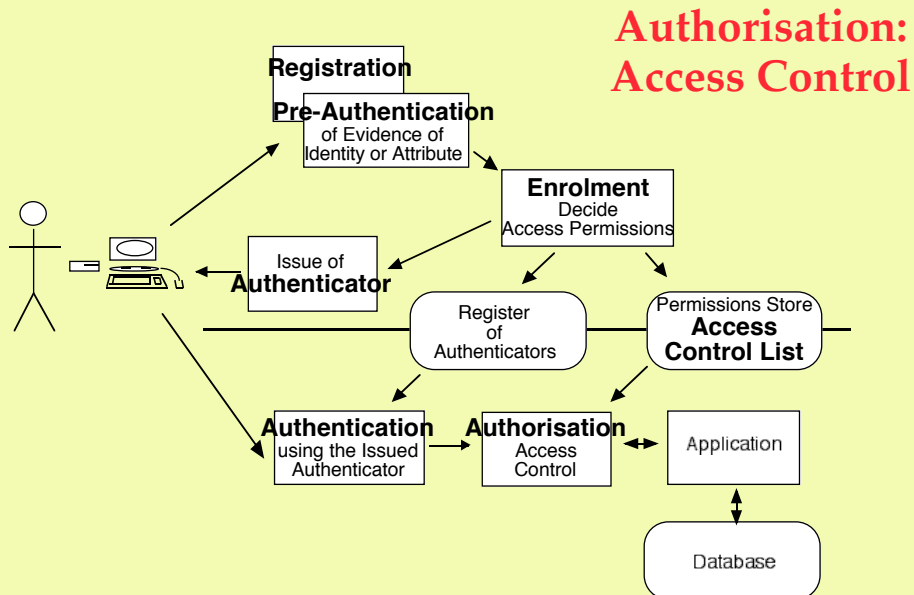 Authorisation:
Access Control
Registration
Pre-Authentication
of Evidence of
Identity or Attribute
Enrolment
Decide
Access Permissions
Issue of
Authenticator
Register
of
Authenticators
Permissions Store
Access
Control List
Authentication
using the Issued
Authenticator
Authorisation
Access
Control
Application
Database